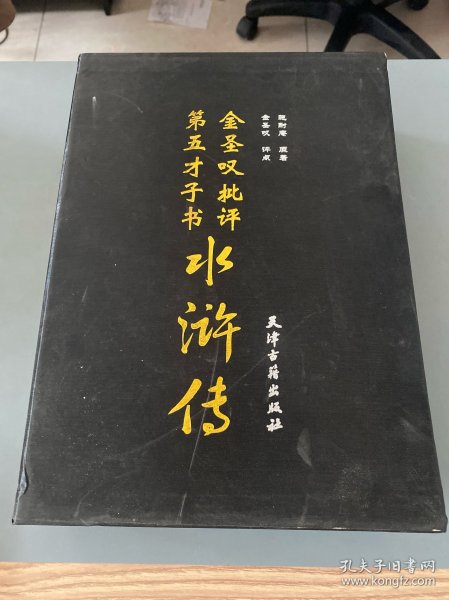 施耐庵 原著
金圣叹 评点
金圣叹批评
第五才子书
水浒传
天津古籍出版社
孔夫子旧书网
www.kongfz.com